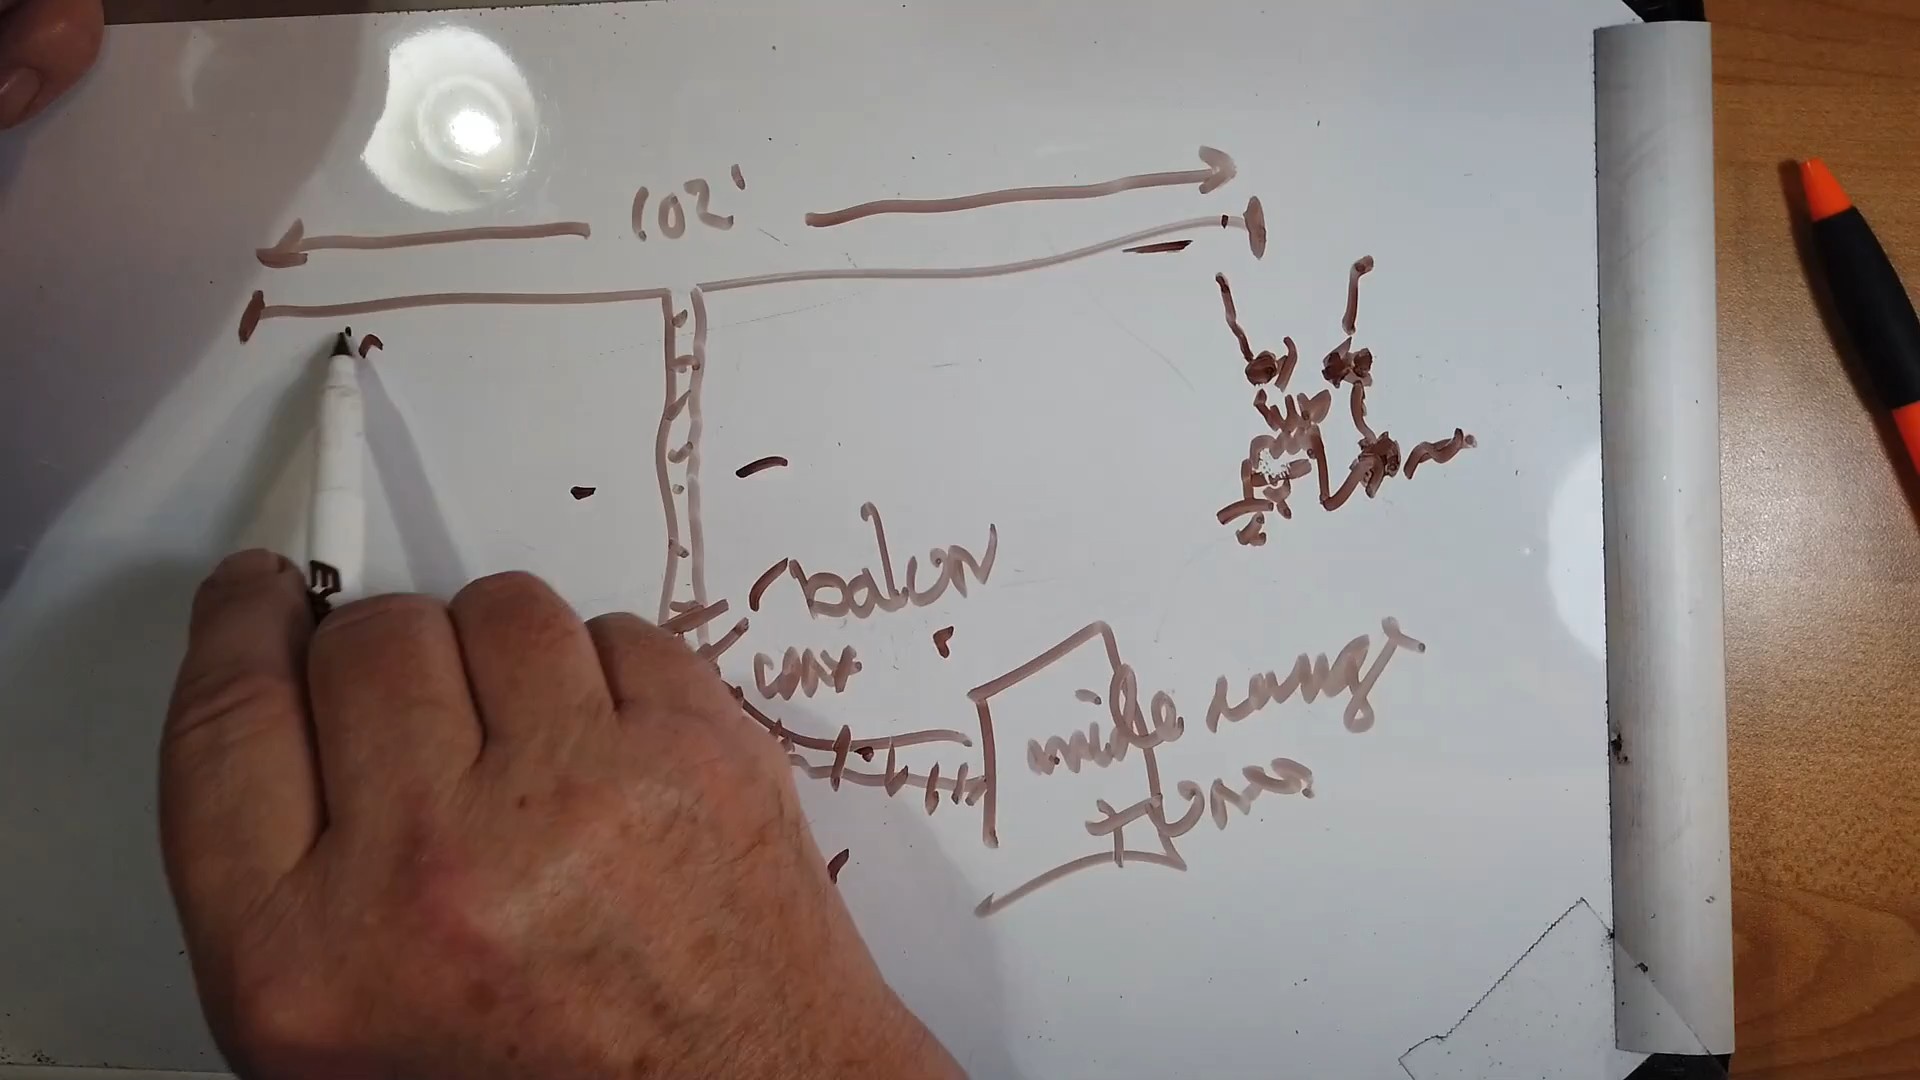 102'
balun
coax
wide range
tuner